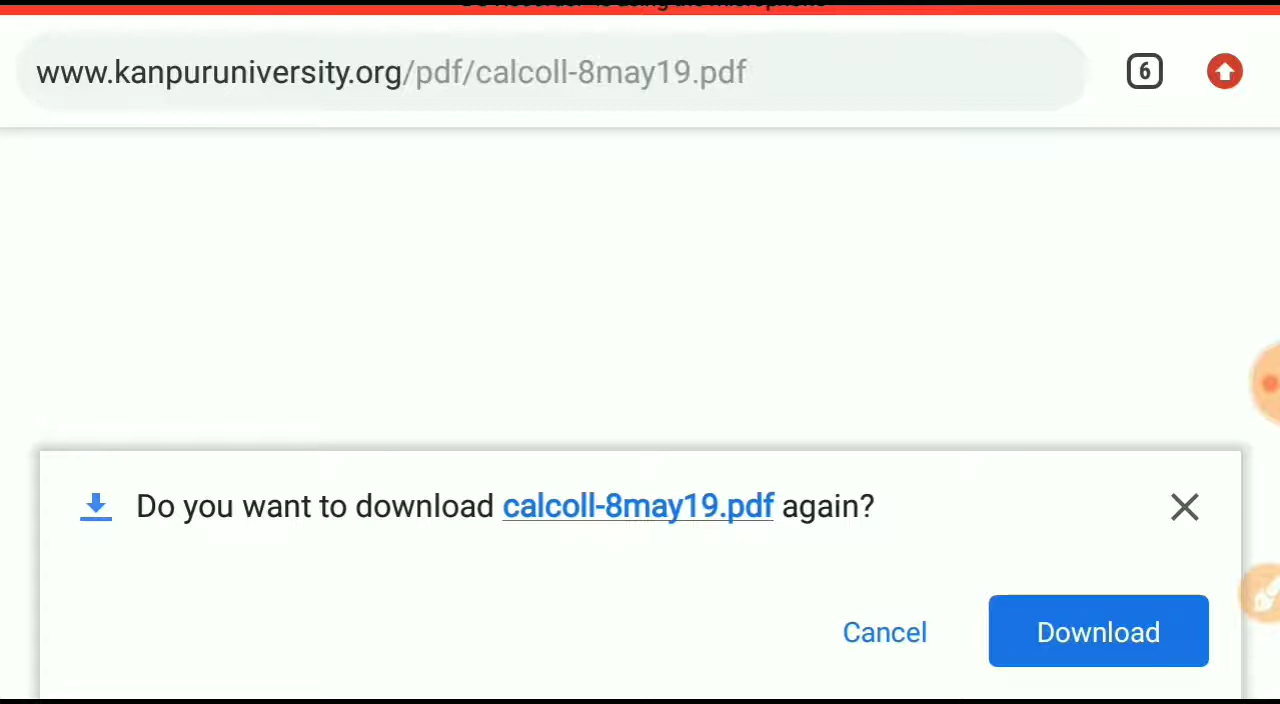 www.kanpuruniversity.org/pdf/calcoll-8may19.pdf
6
Do you want to download calcoll-8may19.pdf again?
Cancel
Download